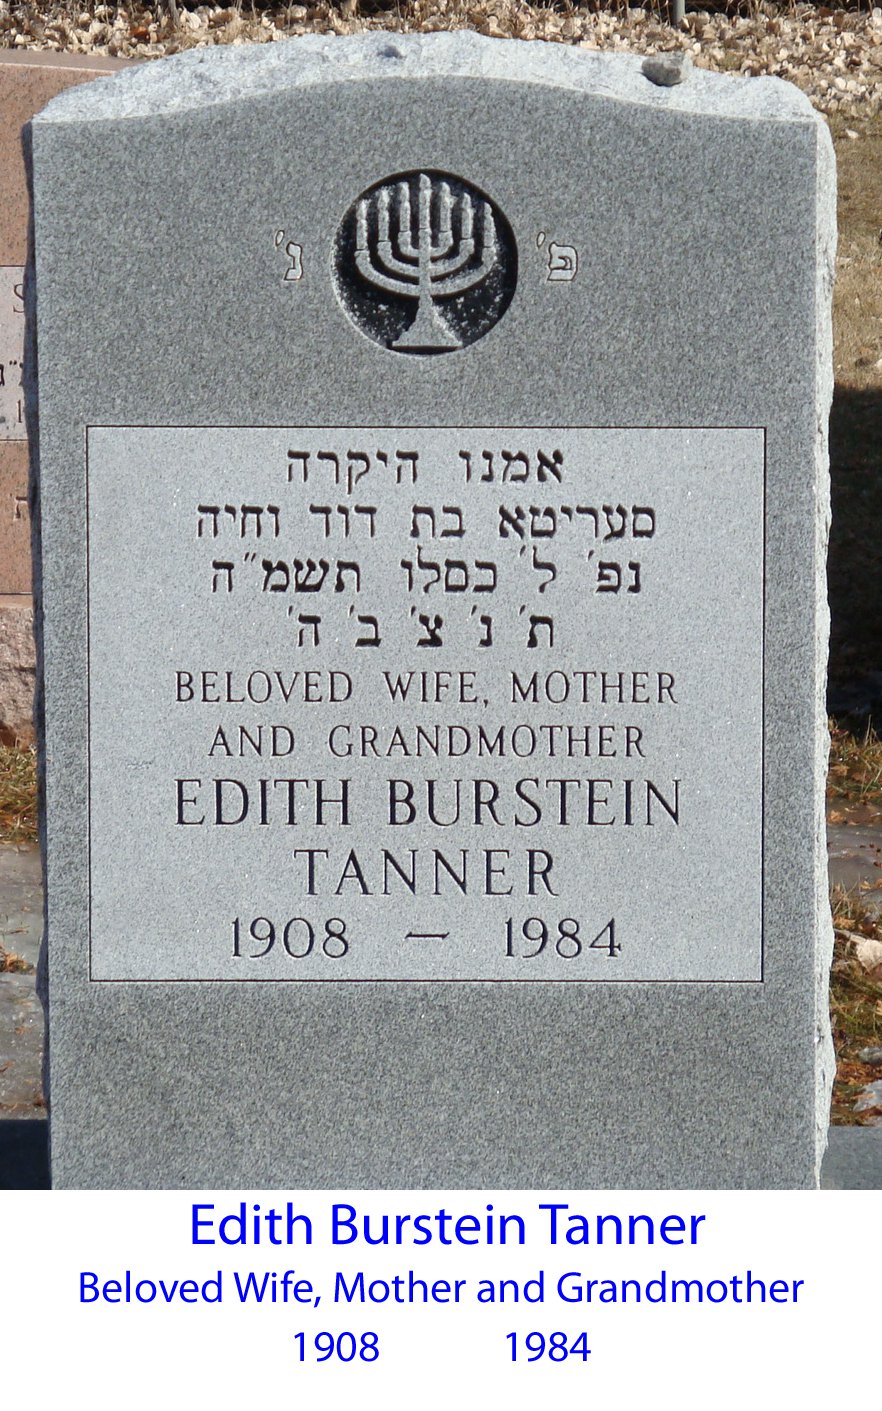 פ' נ'
אמנו היקרה
סעריטא בת דוד וחיה
נפ' ל' כסלו תשמ"ה
ת' נ' צ' ב' ה'
BELOVED WIFE, MOTHER
AND GRANDMOTHER
EDITH BURSTEIN
TANNER
1908 — 1984
Edith Burstein Tanner
Beloved Wife, Mother and Grandmother
1908 1984